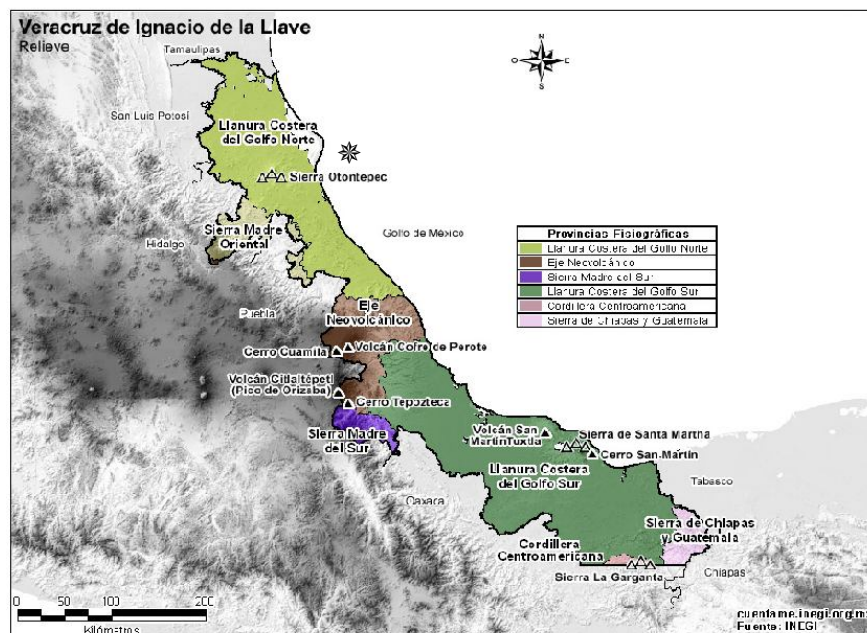 Veracruz de Ignacio de la Llave
Relieve
Tamaulipas
N
O
E
S
San Luis Potosí
Llanura Costera
del Golfo Norte
Sierra Otontepec
Sierra Madre
Oriental
Hidalgo
Golfo de México
Provincias Fisiográficas
Llanura Costera del Golfo Norte
Eje Neovolcánico
Sierra Madre del Sur
Llanura Costera del Golfo Sur
Cordillera Centroamericana
Sierra de Chiapas y Guatemala
Puebla
Eje
Neovolcánico
Cerro Cuamila
Volcán Cofre de Perote
Volcán Citlaltépetl
(Pico de Orizaba)
Cerro Tepozteca
Sierra Madre
del Sur
Volcán San
MartínTuxtla
Sierra de Santa Martha
Cerro San Martín
Llanura Costera
del Golfo Sur
Tabasco
Oaxaca
Sierra de Chiapas
y Guatemala
Cordillera
Centroamericana
Sierra La Garganta
Chiapas
0 50 100 200
Kilómetros
cuentame.inegi.org.mx
Fuente: INEGI